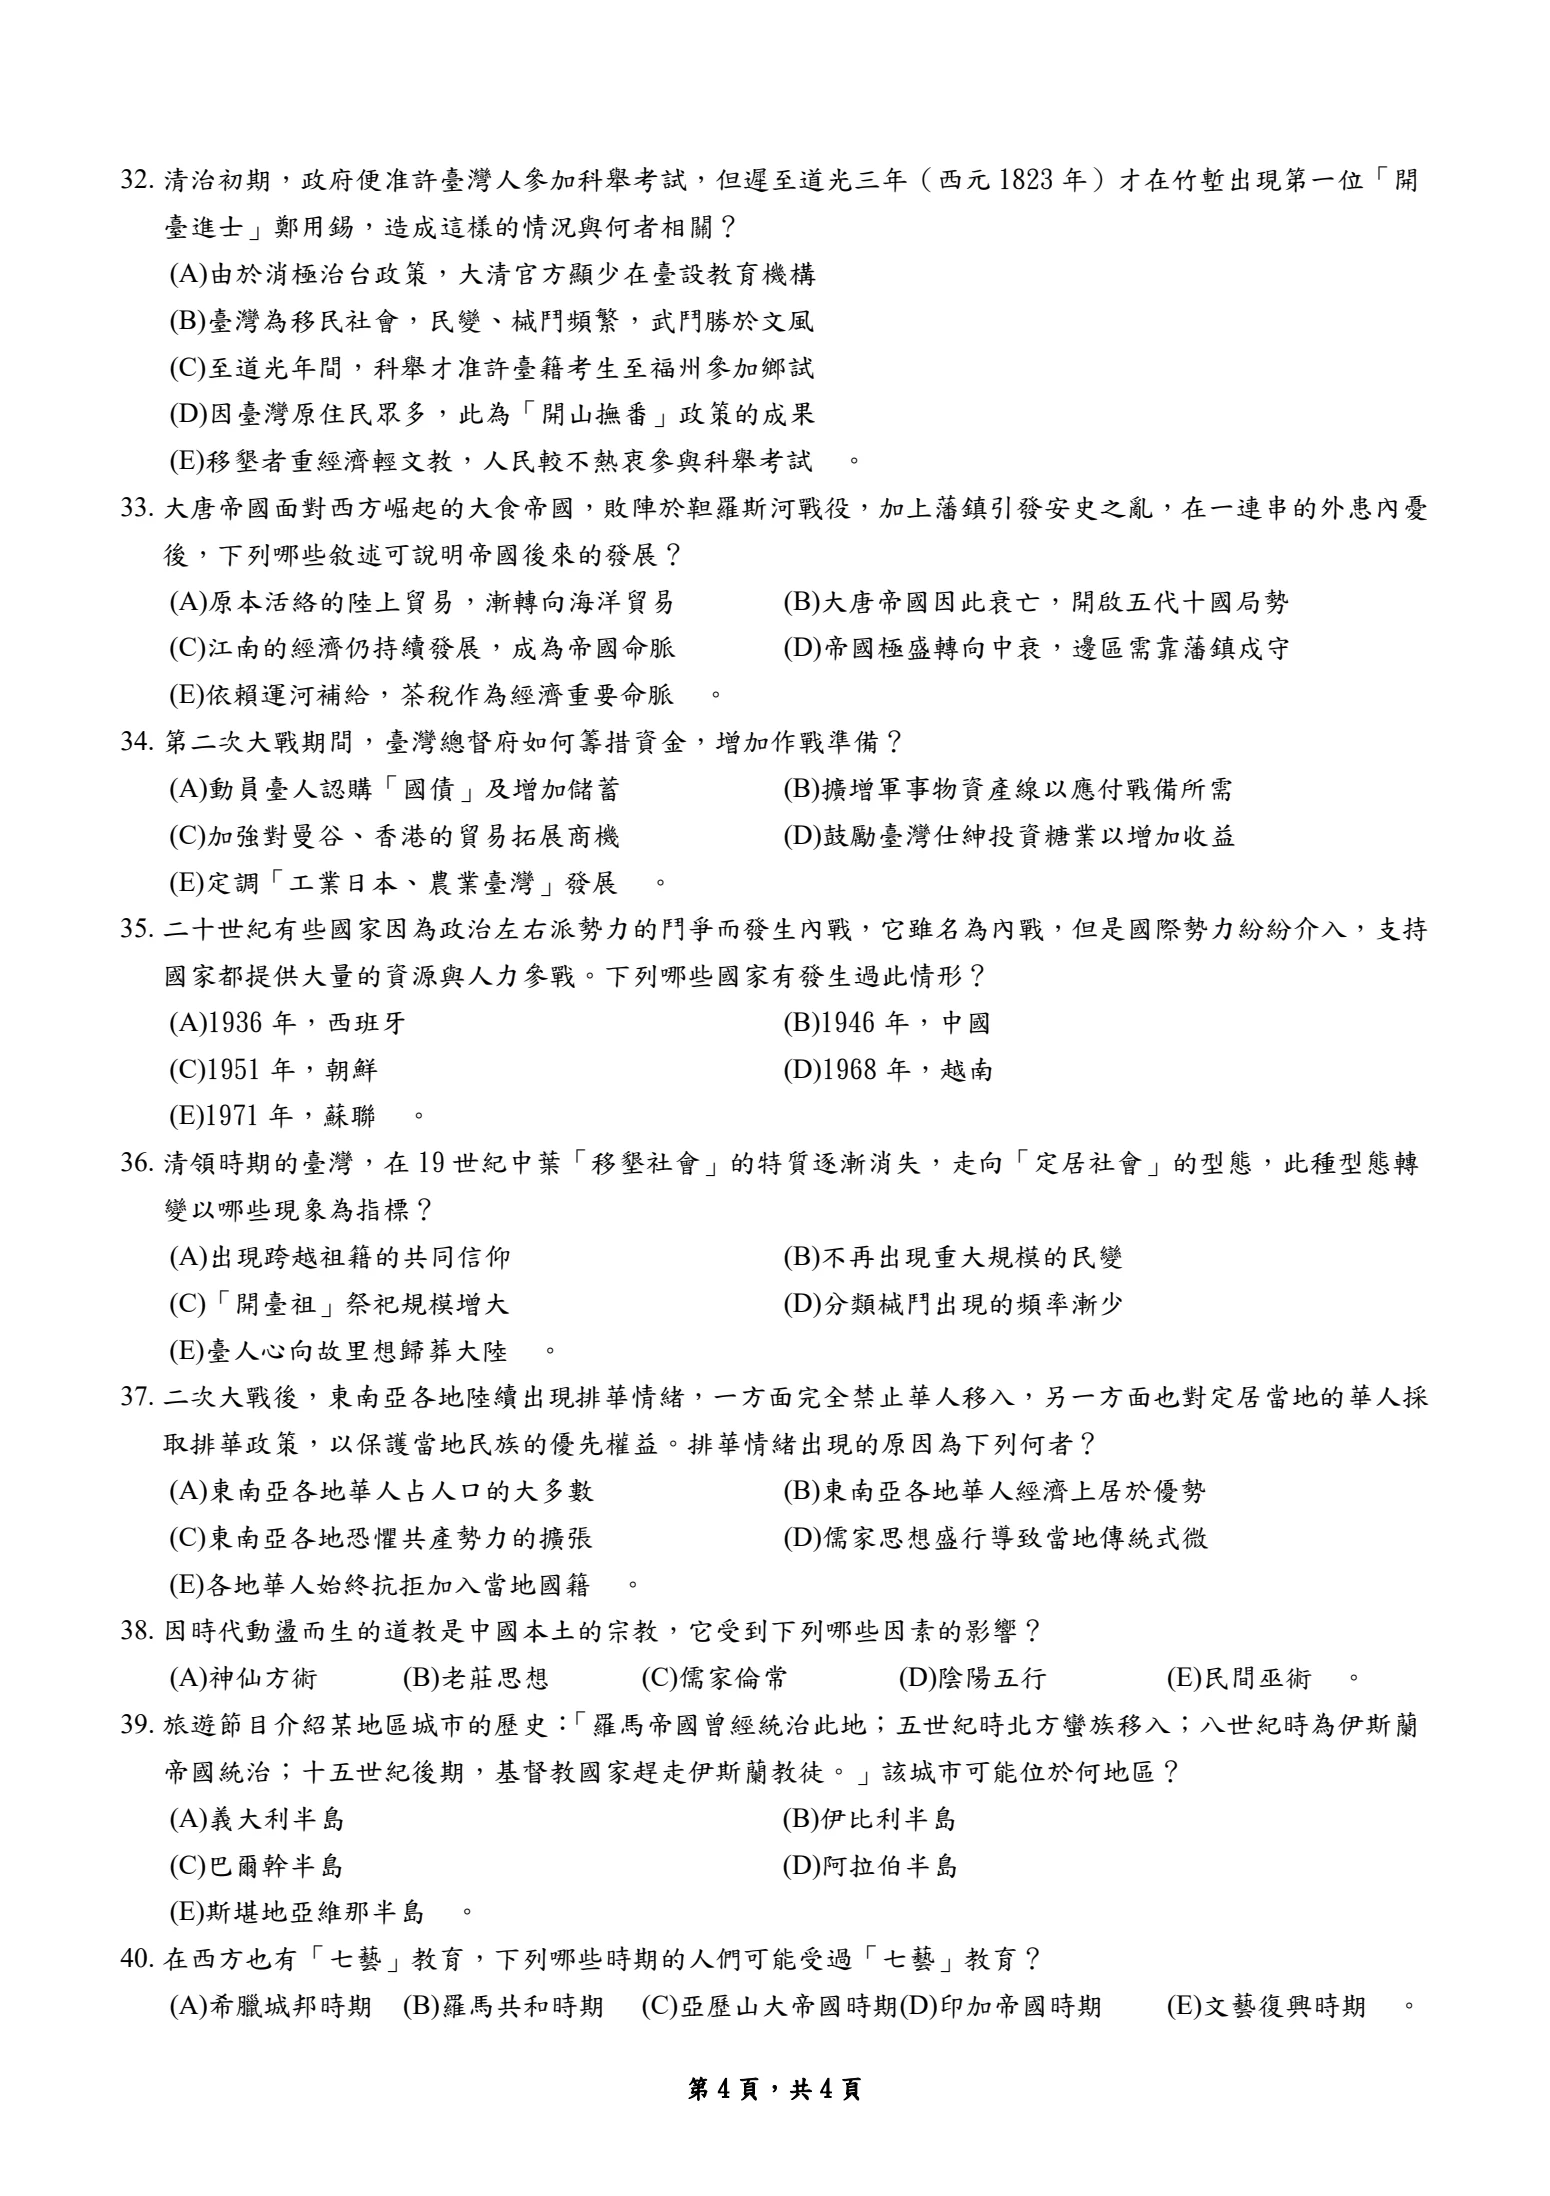 32. 清治初期，政府便准許臺灣人參加科舉考試，但遲至道光三年（西元 1823 年）才在竹塹出現第一位「開
臺進士」鄭用錫，造成這樣的情況與何者相關？
(A)由於消極治台政策，大清官方顯少在臺設教育機構
(B)臺灣為移民社會，民變、械鬥頻繁，武鬥勝於文風
(C)至道光年間，科舉才准許臺籍考生至福州參加鄉試
(D)因臺灣原住民眾多，此為「開山撫番」政策的成果
(E)移墾者重經濟輕文教，人民較不熱衷參與科舉考試　。
33. 大唐帝國面對西方崛起的大食帝國，敗陣於軐羅斯河戰役，加上藩鎮引發安史之亂，在一連串的外患內憂
後，下列哪些敘述可說明帝國後來的發展？
(A)原本活絡的陸上貿易，漸轉向海洋貿易 (B)大唐帝國因此衰亡，開啟五代十國局勢
(C)江南的經濟仍持續發展，成為帝國命脈 (D)帝國極盛轉向中衰，邊區需靠藩鎮戍守
(E)依賴運河補給，茶稅作為經濟重要命脈　。
34. 第二次大戰期間，臺灣總督府如何籌措資金，增加作戰準備？
(A)動員臺人認購「國債」及增加儲蓄 (B)擴增軍事物資產線以應付戰備所需
(C)加強對曼谷、香港的貿易拓展商機 (D)鼓勵臺灣仕紳投資糖業以增加收益
(E)定調「工業日本、農業臺灣」發展　。
35. 二十世紀有些國家因為政治左右派勢力的鬥爭而發生內戰，它雖名為內戰，但是國際勢力紛紛介入，支持
國家都提供大量的資源與人力參戰。下列哪些國家有發生過此情形？
(A)1936 年，西班牙 (B)1946 年，中國
(C)1951 年，朝鮮 (D)1968 年，越南
(E)1971 年，蘇聯　。
36. 清領時期的臺灣，在 19 世紀中葉「移墾社會」的特質逐漸消失，走向「定居社會」的型態，此種型態轉
變以哪些現象為指標？
(A)出現跨越祖籍的共同信仰 (B)不再出現重大規模的民變
(C)「開臺祖」祭祀規模增大 (D)分類械鬥出現的頻率漸少
(E)臺人心向故里想歸葬大陸　。
37. 二次大戰後，東南亞各地陸續出現排華情緒，一方面完全禁止華人移入，另一方面也對定居當地的華人採
取排華政策，以保護當地民族的優先權益。排華情緒出現的原因為下列何者？
(A)東南亞各地華人占人口的大多數 (B)東南亞各地華人經濟上居於優勢
(C)東南亞各地恐懼共產勢力的擴張 (D)儒家思想盛行導致當地傳統式微
(E)各地華人始終抗拒加入當地國籍　。
38. 因時代動盪而生的道教是中國本土的宗教，它受到下列哪些因素的影響？
(A)神仙方術 (B)老莊思想 (C)儒家倫常 (D)陰陽五行 (E)民間巫術　。
39. 旅遊節目介紹某地區城市的歷史：「羅馬帝國曾經統治此地；五世紀時北方蠻族移入；八世紀時為伊斯蘭
帝國統治；十五世紀後期，基督教國家趕走伊斯蘭教徒。」該城市可能位於何地區？
(A)義大利半島 (B)伊比利半島
(C)巴爾幹半島 (D)阿拉伯半島
(E)斯堪地亞維那半島　。
40. 在西方也有「七藝」教育，下列哪些時期的人們可能受過「七藝」教育？
(A)希臘城邦時期 (B)羅馬共和時期 (C)亞歷山大帝國時期(D)印加帝國時期 (E)文藝復興時期　。
第 4 頁，共 4 頁